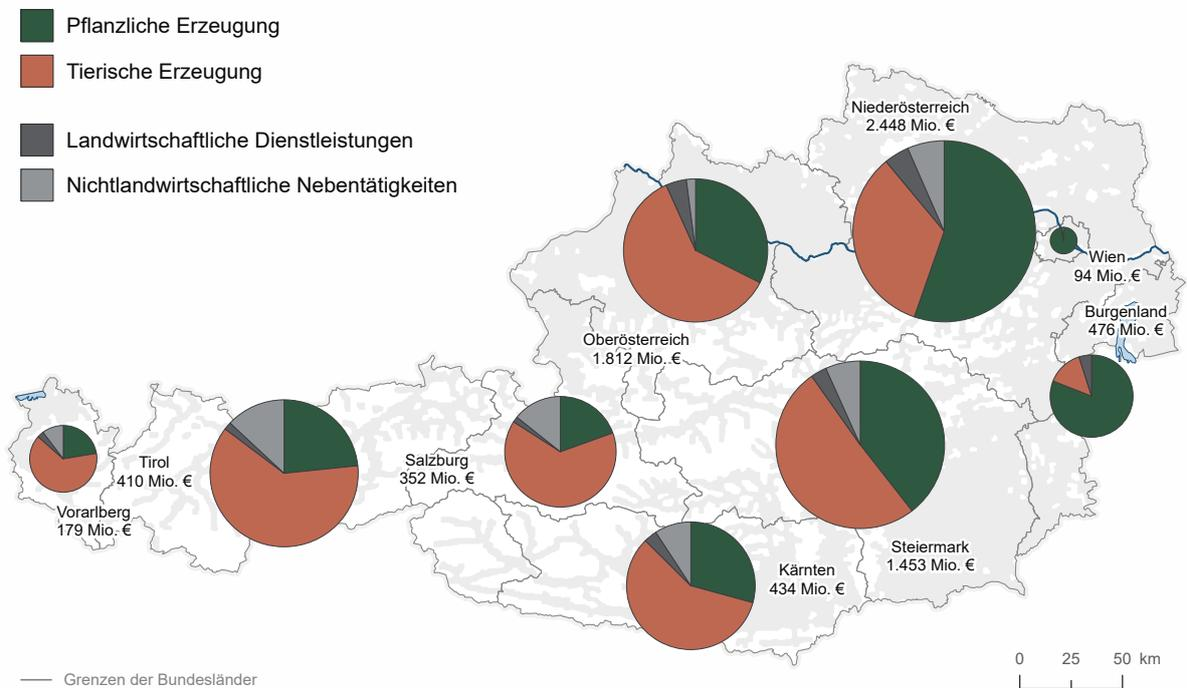 Pflanzliche Erzeugung
Tierische Erzeugung
Landwirtschaftliche Dienstleistungen
Nichtlandwirtschaftliche Nebentätigkeiten
Niederösterreich
2.448 Mio. €
Wien
94 Mio. €
Burgenland
476 Mio. €
Oberösterreich
1.812 Mio. €
Salzburg
352 Mio. €
Tirol
410 Mio. €
Vorarlberg
179 Mio. €
Steiermark
1.453 Mio. €
Kärnten
434 Mio. €
Grenzen der Bundesländer
0 25 50 km